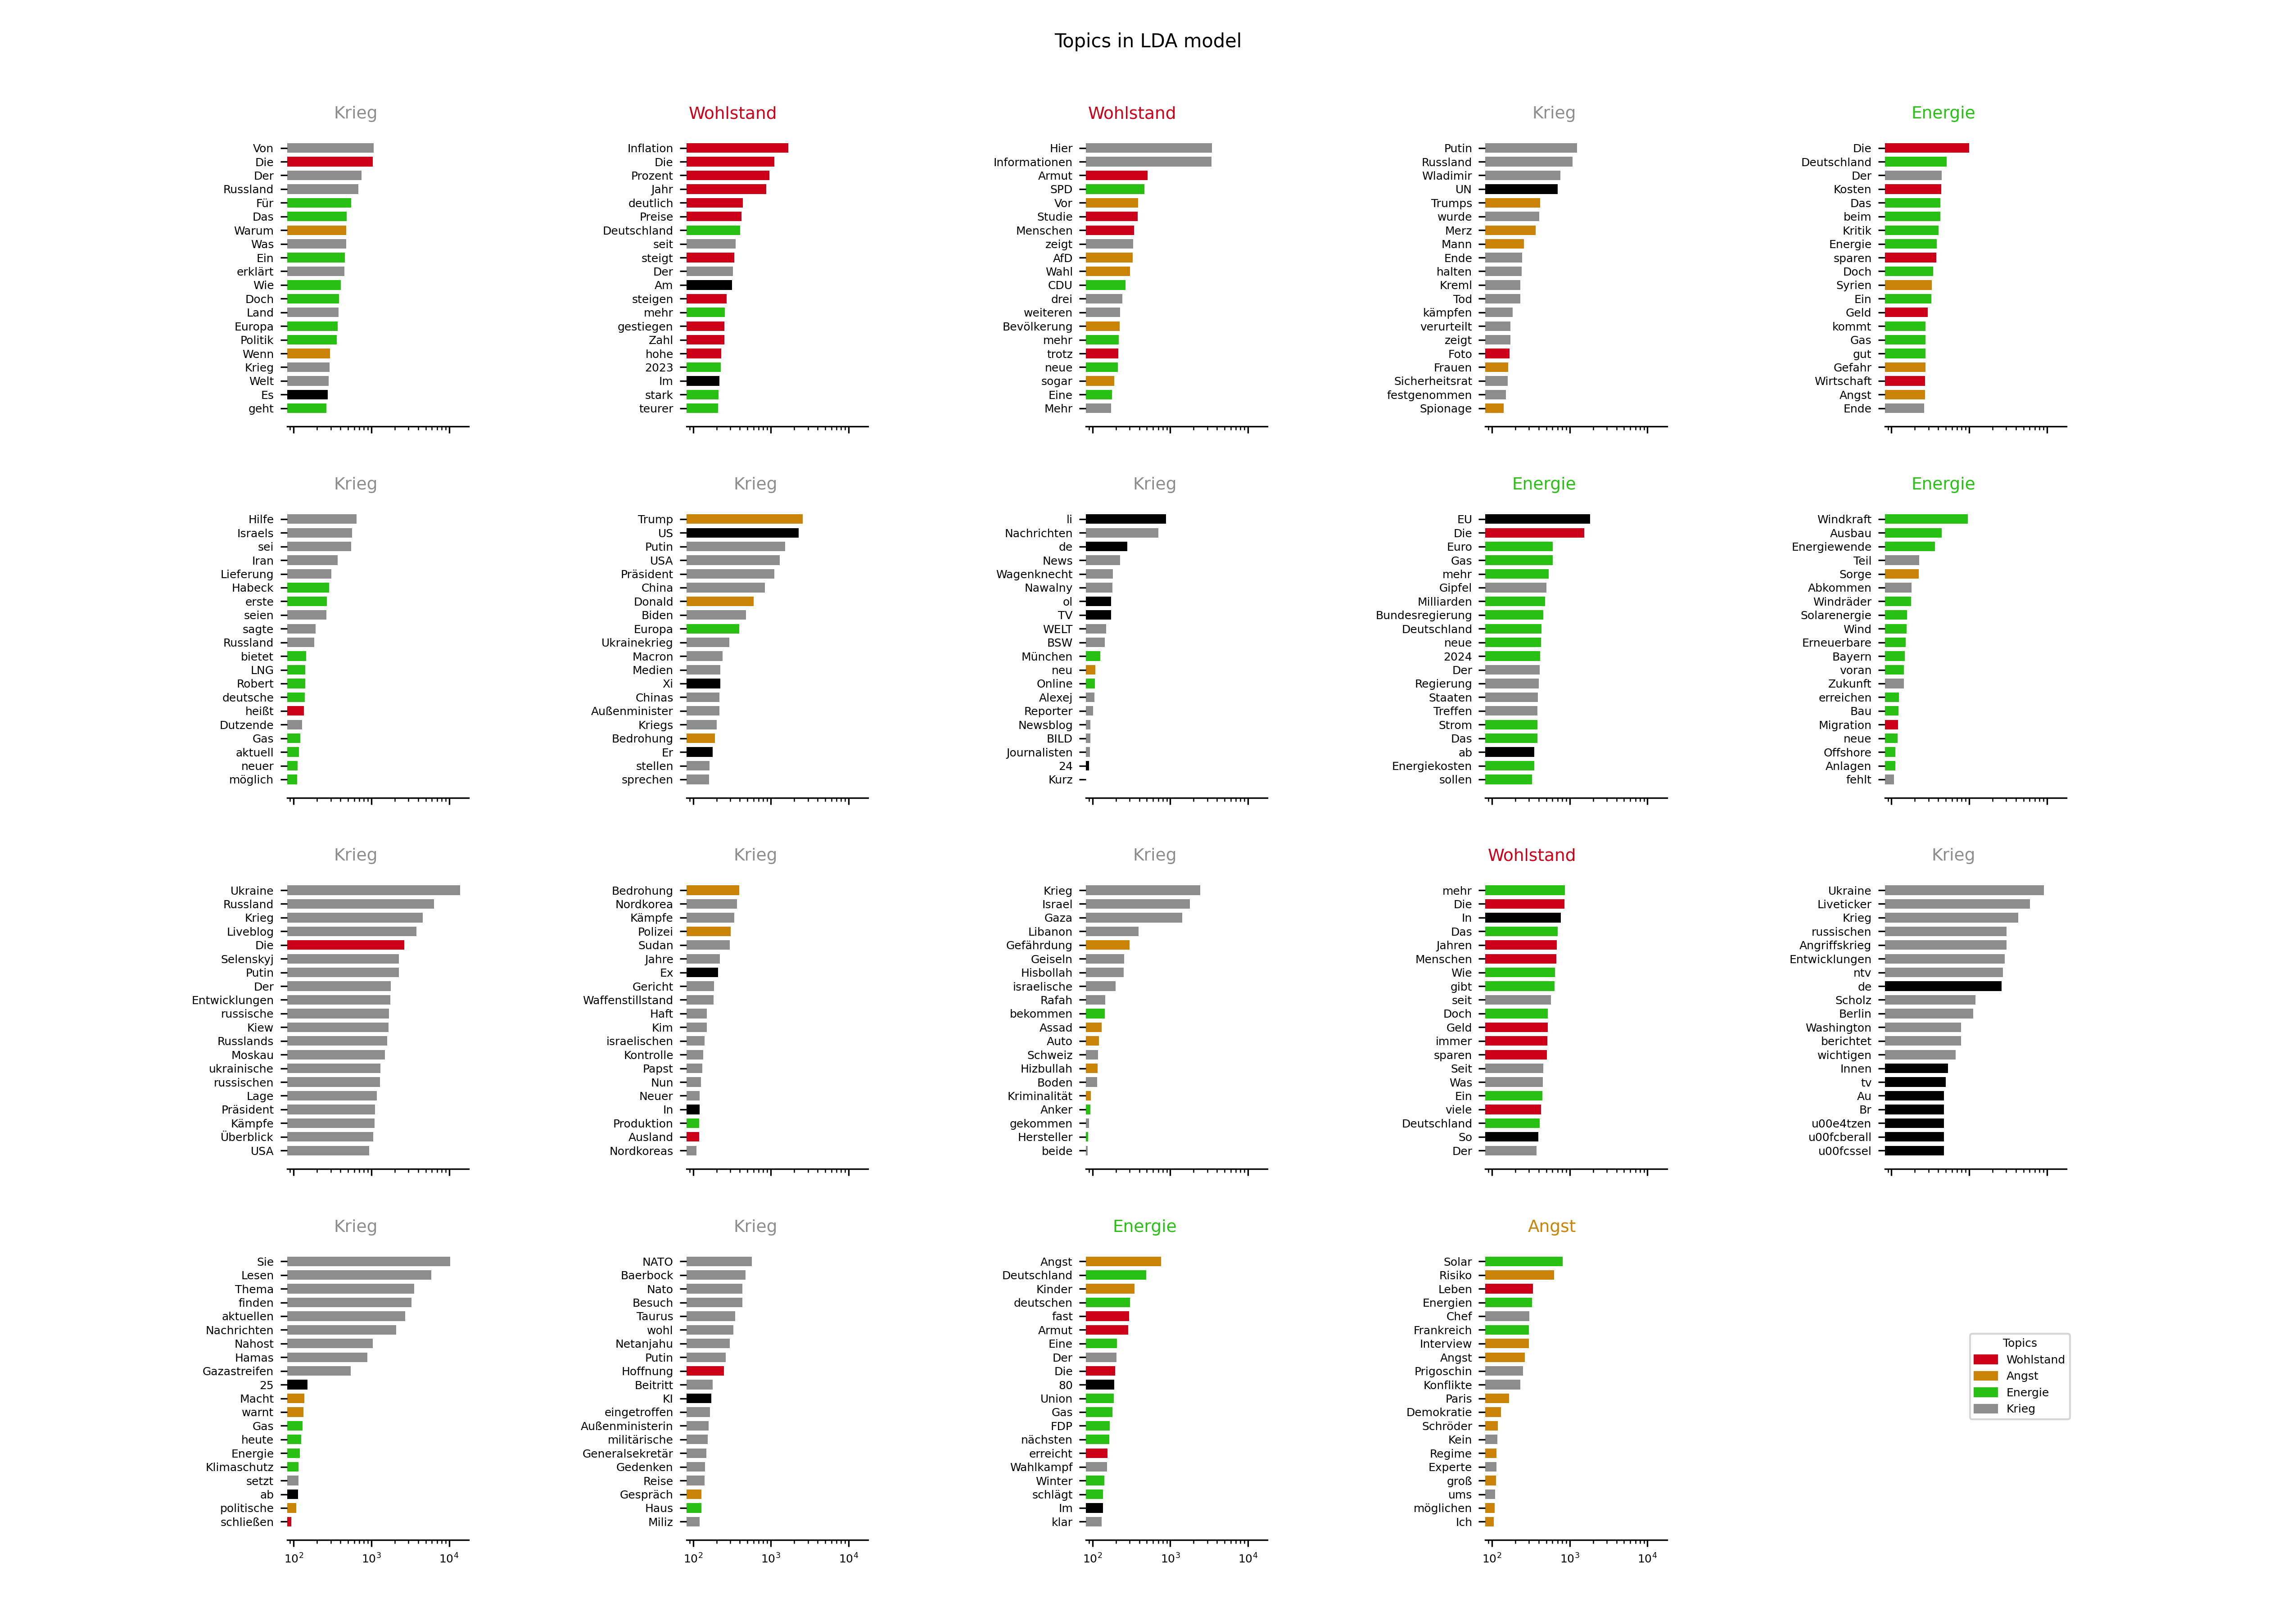 Topics in LDA model
Krieg
Von
Die
Der
Russland
Für
Das
Warum
Was
Ein
erklärt
Wie
Doch
Land
Europa
Politik
Wenn
Krieg
Welt
Es
geht
Wohlstand
Inflation
Die
Prozent
Jahr
deutlich
Preise
Deutschland
seit
steigt
Der
Am
steigen
mehr
gestiegen
Zahl
hohe
2023
Im
stark
teurer
Wohlstand
Hier
Informationen
Armut
SPD
Vor
Studie
Menschen
zeigt
AfD
Wahl
CDU
drei
weiteren
Bevölkerung
mehr
trotz
neue
sogar
Eine
Mehr
Krieg
Putin
Russland
Wladimir
UN
Trumps
wurde
Merz
Mann
Ende
halten
Kreml
Tod
kämpfen
verurteilt
zeigt
Foto
Frauen
Sicherheitsrat
festgenommen
Spionage
Energie
Die
Deutschland
Der
Kosten
Das
beim
Kritik
Energie
sparen
Doch
Syrien
Ein
Geld
kommt
Gas
gut
Gefahr
Wirtschaft
Angst
Ende
Krieg
Hilfe
Israels
sei
Iran
Lieferung
Habeck
erste
seien
sagte
Russland
bietet
LNG
Robert
deutsche
heißt
Dutzende
Gas
aktuell
neuer
möglich
Krieg
Trump
US
Putin
USA
Präsident
China
Donald
Biden
Europa
Ukrainekrieg
Macron
Medien
Xi
Chinas
Außenminister
Kriegs
Bedrohung
Er
stellen
sprechen
Krieg
li
Nachrichten
de
News
Wagenknecht
Nawalny
ol
TV
WELT
BSW
München
neu
Online
Alexej
Reporter
Newsblog
BILD
Journalisten
24
Kurz
Energie
EU
Die
Euro
Gas
mehr
Gipfel
Milliarden
Bundesregierung
Deutschland
neue
2024
Der
Regierung
Staaten
Treffen
Strom
Das
ab
Energiekosten
sollen
Energie
Windkraft
Ausbau
Energiewende
Teil
Sorge
Abkommen
Windräder
Solarenergie
Wind
Erneuerbare
Bayern
voran
Zukunft
erreichen
Bau
Migration
neue
Offshore
Anlagen
fehlt
Krieg
Ukraine
Russland
Krieg
Liveblog
Die
Selenskyj
Putin
Der
Entwicklungen
russische
Kiew
Russlands
Moskau
ukrainische
russischen
Lage
Präsident
Kämpfe
Überblick
USA
Krieg
Bedrohung
Nordkorea
Kämpfe
Polizei
Sudan
Jahre
Ex
Gericht
Waffenstillstand
Haft
Kim
israelischen
Kontrolle
Papst
Nun
Neuer
In
Produktion
Ausland
Nordkoreas
Krieg
Krieg
Israel
Gaza
Libanon
Gefährdung
Geiseln
Hisbollah
israelische
Rafah
bekommen
Assad
Auto
Schweiz
Hizbullah
Boden
Kriminalität
Anker
gekommen
Hersteller
beide
Wohlstand
mehr
Die
In
Das
Jahren
Menschen
Wie
gibt
seit
Doch
Geld
immer
sparen
Seit
Was
Ein
viele
Deutschland
So
Der
Krieg
Ukraine
Liveticker
Krieg
russischen
Angriffskrieg
Entwicklungen
ntv
de
Scholz
Berlin
Washington
berichtet
wichtigen
Innen
tv
Au
Br
u00e4tzen
u00fcberall
u00fcssel
Krieg
Sie
Lesen
Thema
finden
aktuellen
Nachrichten
Nahost
Hamas
Gazastreifen
25
Macht
warnt
Gas
heute
Energie
Klimaschutz
setzt
ab
politische
schließen
10² 10³ 10⁴
Krieg
NATO
Baerbock
Nato
Besuch
Taurus
wohl
Netanjahu
Putin
Hoffnung
Beitritt
KI
eingetroffen
Außenministerin
militärische
Generalsekretär
Gedenken
Reise
Gespräch
Haus
Miliz
10² 10³ 10⁴
Energie
Angst
Deutschland
Kinder
deutschen
fast
Armut
Eine
Der
Die
80
Union
Gas
FDP
nächsten
erreicht
Wahlkampf
Winter
schlägt
Im
klar
10² 10³ 10⁴
Angst
Solar
Risiko
Leben
Energien
Chef
Frankreich
Interview
Angst
Prigoschin
Konflikte
Paris
Demokratie
Schröder
Kein
Regime
Experte
groß
ums
möglichen
Ich
10² 10³ 10⁴
Topics
Wohlstand
Angst
Energie
Krieg